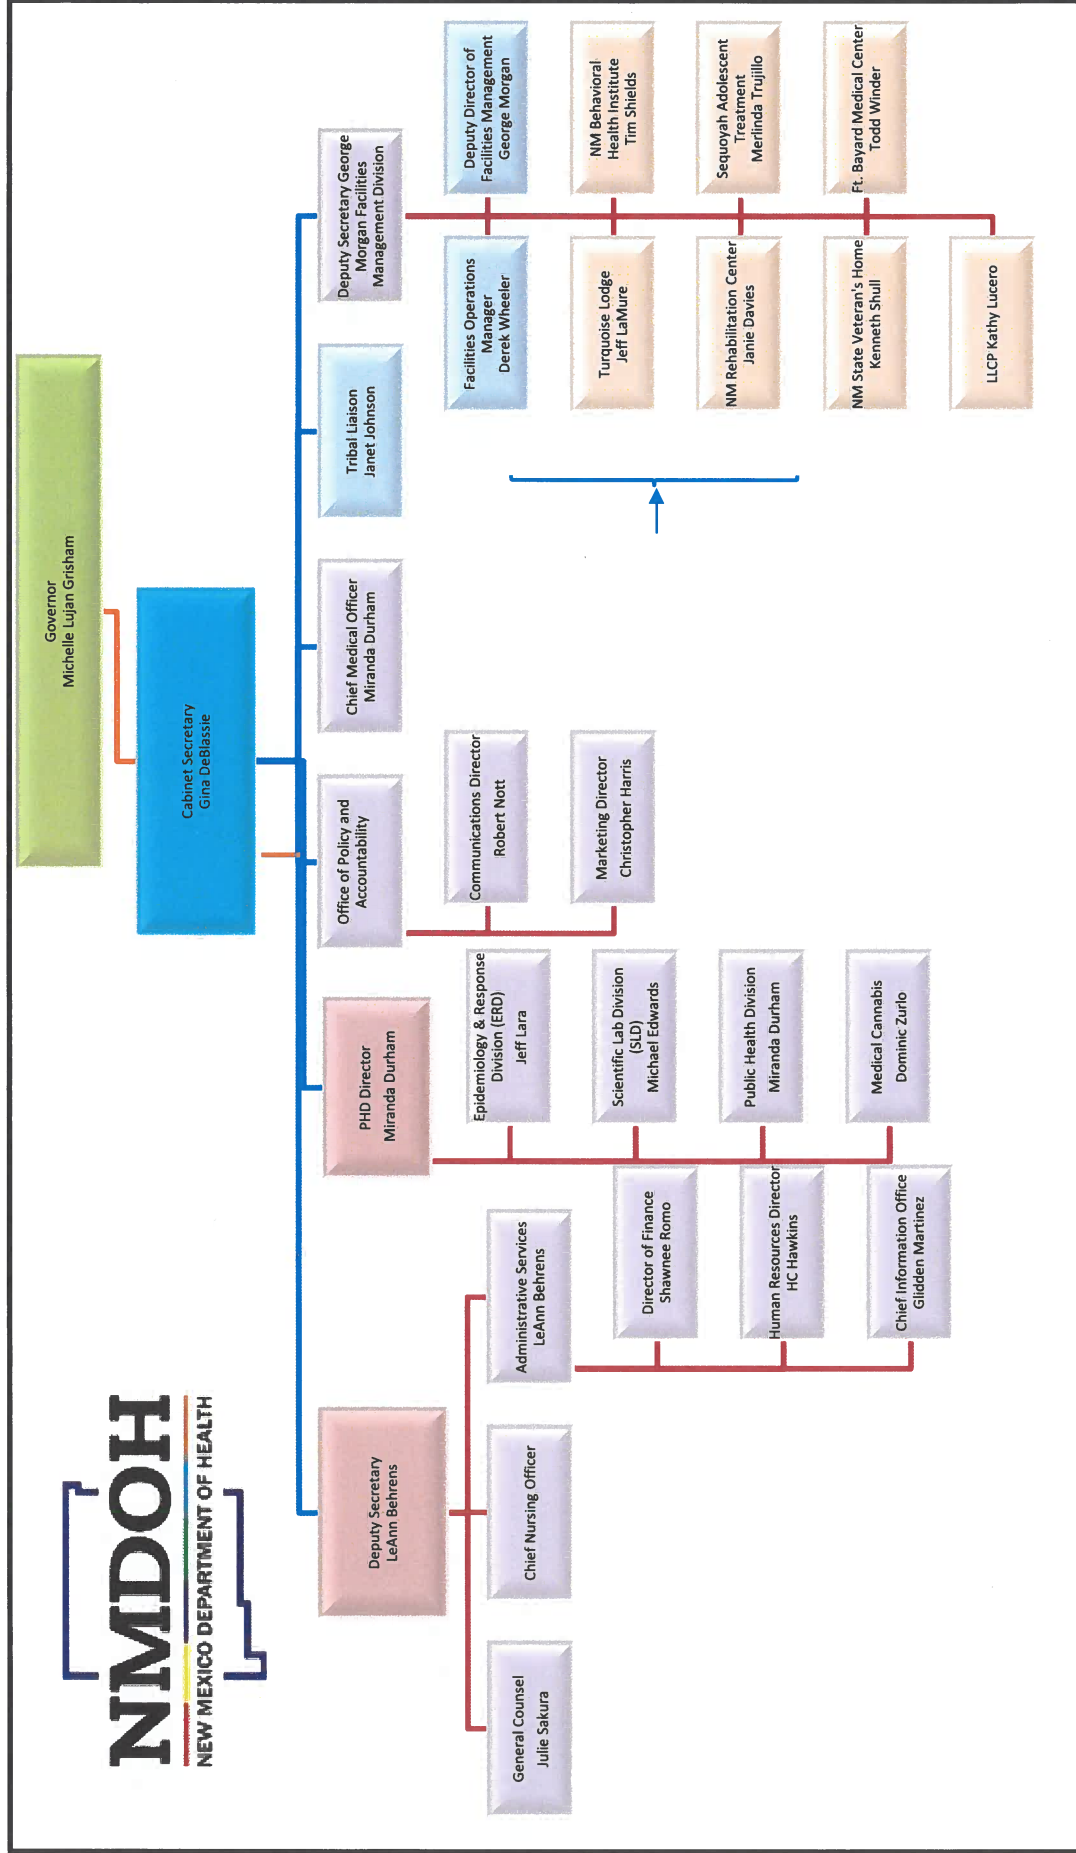 NMDOH
NEW MEXICO DEPARTMENT OF HEALTH
Governor
Michelle Lujan Grisham
Cabinet Secretary
Gina DeBlassie
Deputy Secretary
LeAnn Behrens
General Counsel
Julie Sakura
Chief Nursing Officer
Administrative Services
LeAnn Behrens
Director of Finance
Shawnee Romo
Human Resources Director
HC Hawkins
Chief Information Office
Glidden Martinez
PHD Director
Miranda Durham
Epidemiology & Response
Division (ERD)
Jeff Lara
Scientific Lab Division
(SLD)
Michael Edwards
Public Health Division
Miranda Durham
Medical Cannabis
Dominic Zurlo
Office of Policy and
Accountability
Communications Director
Robert Nott
Marketing Director
Christopher Harris
Chief Medical Officer
Miranda Durham
Tribal Liaison
Janet Johnson
Deputy Secretary George
Morgan Facilities
Management Division
Facilities Operations
Manager
Derek Wheeler
Deputy Director of
Facilities Management
George Morgan
Turquoise Lodge
Jeff LaMure
NM Behavioral
Health Institute
Tim Shields
NM Rehabilitation Center
Janie Davies
Sequoyah Adolescent
Treatment
Merlinda Trujillo
NM State Veteran's Home
Kenneth Shull
Ft. Bayard Medical Center
Todd Winder
LLCP Kathy Lucero